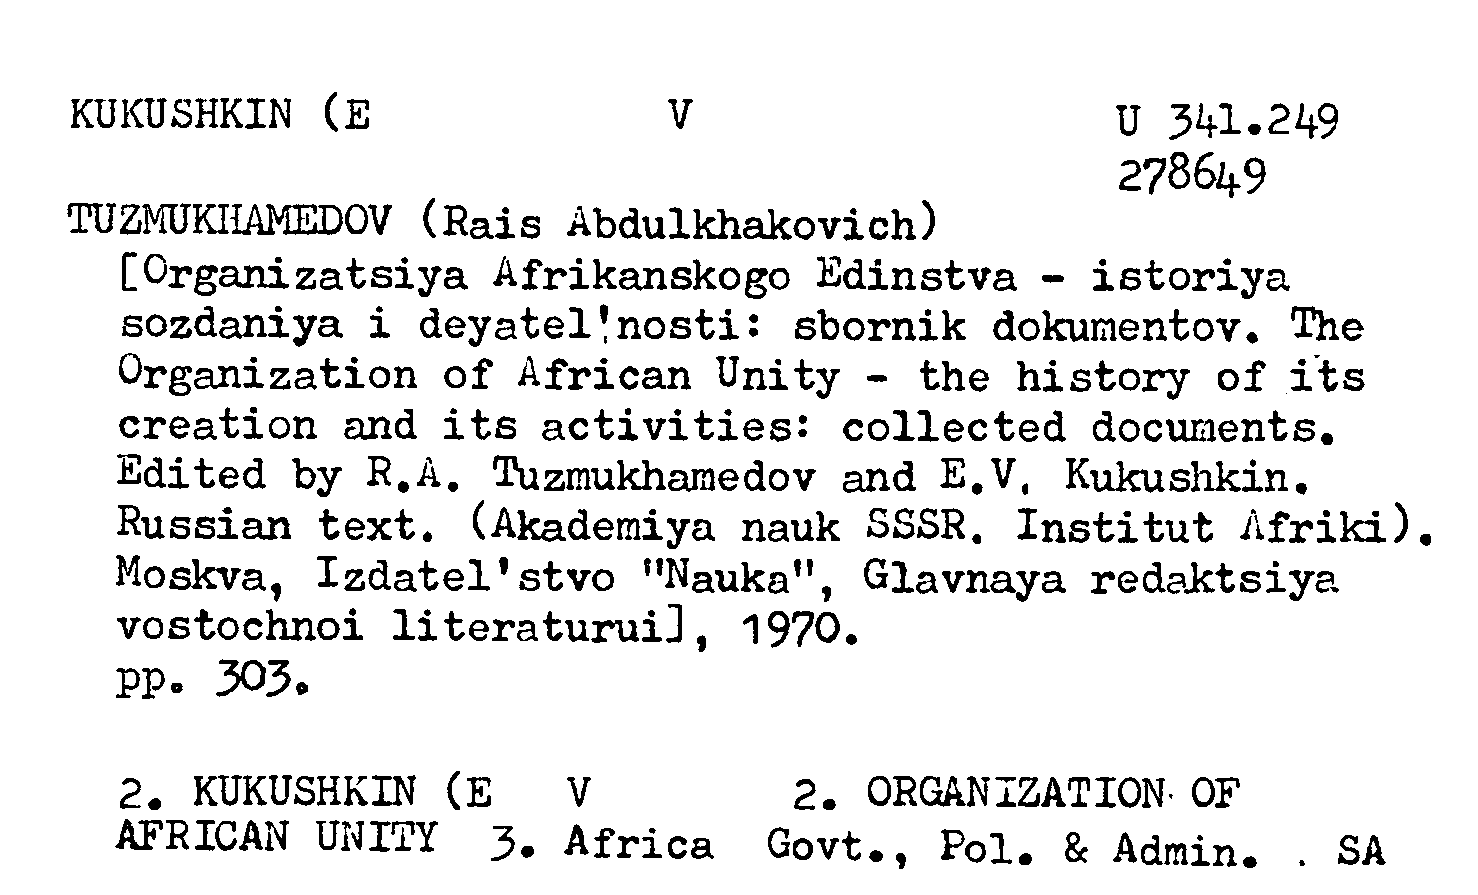 KUKUSHKIN (E V U 341.249
278649
TUZMUKHAMEDOV (Rais Abdulkhakovich)
[Organizatsiya Afrikanskogo Edinstva - istoriya
sozdaniya i deyatel'nosti: sbornik dokumentov. The
Organization of African Unity - the history of its
creation and its activities: collected documents.
Edited by R.A. Tuzmukhamedov and E.V. Kukushkin.
Russian text. (Akademiya nauk SSSR. Institut Afriki).
Moskva, Izdatel'stvo "Nauka", Glavnaya redaktsiya
vostochnoi literaturui], 1970.
pp. 303.
2. KUKUSHKIN (E V 2. ORGANIZATION OF
AFRICAN UNITY 3. Africa Govt., Pol. & Admin. . SA